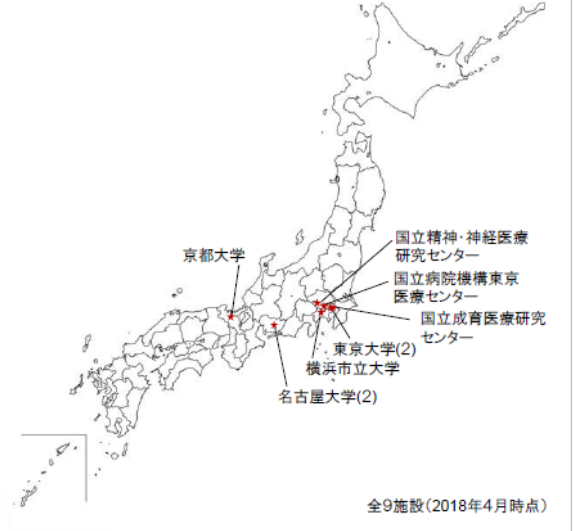 国立精神・神経医療
研究センター
京都大学
国立病院機構東京
医療センター
国立成育医療研究
センター
東京大学(2)
横浜市立大学
名古屋大学(2)
全9施設(2018年4月時点)